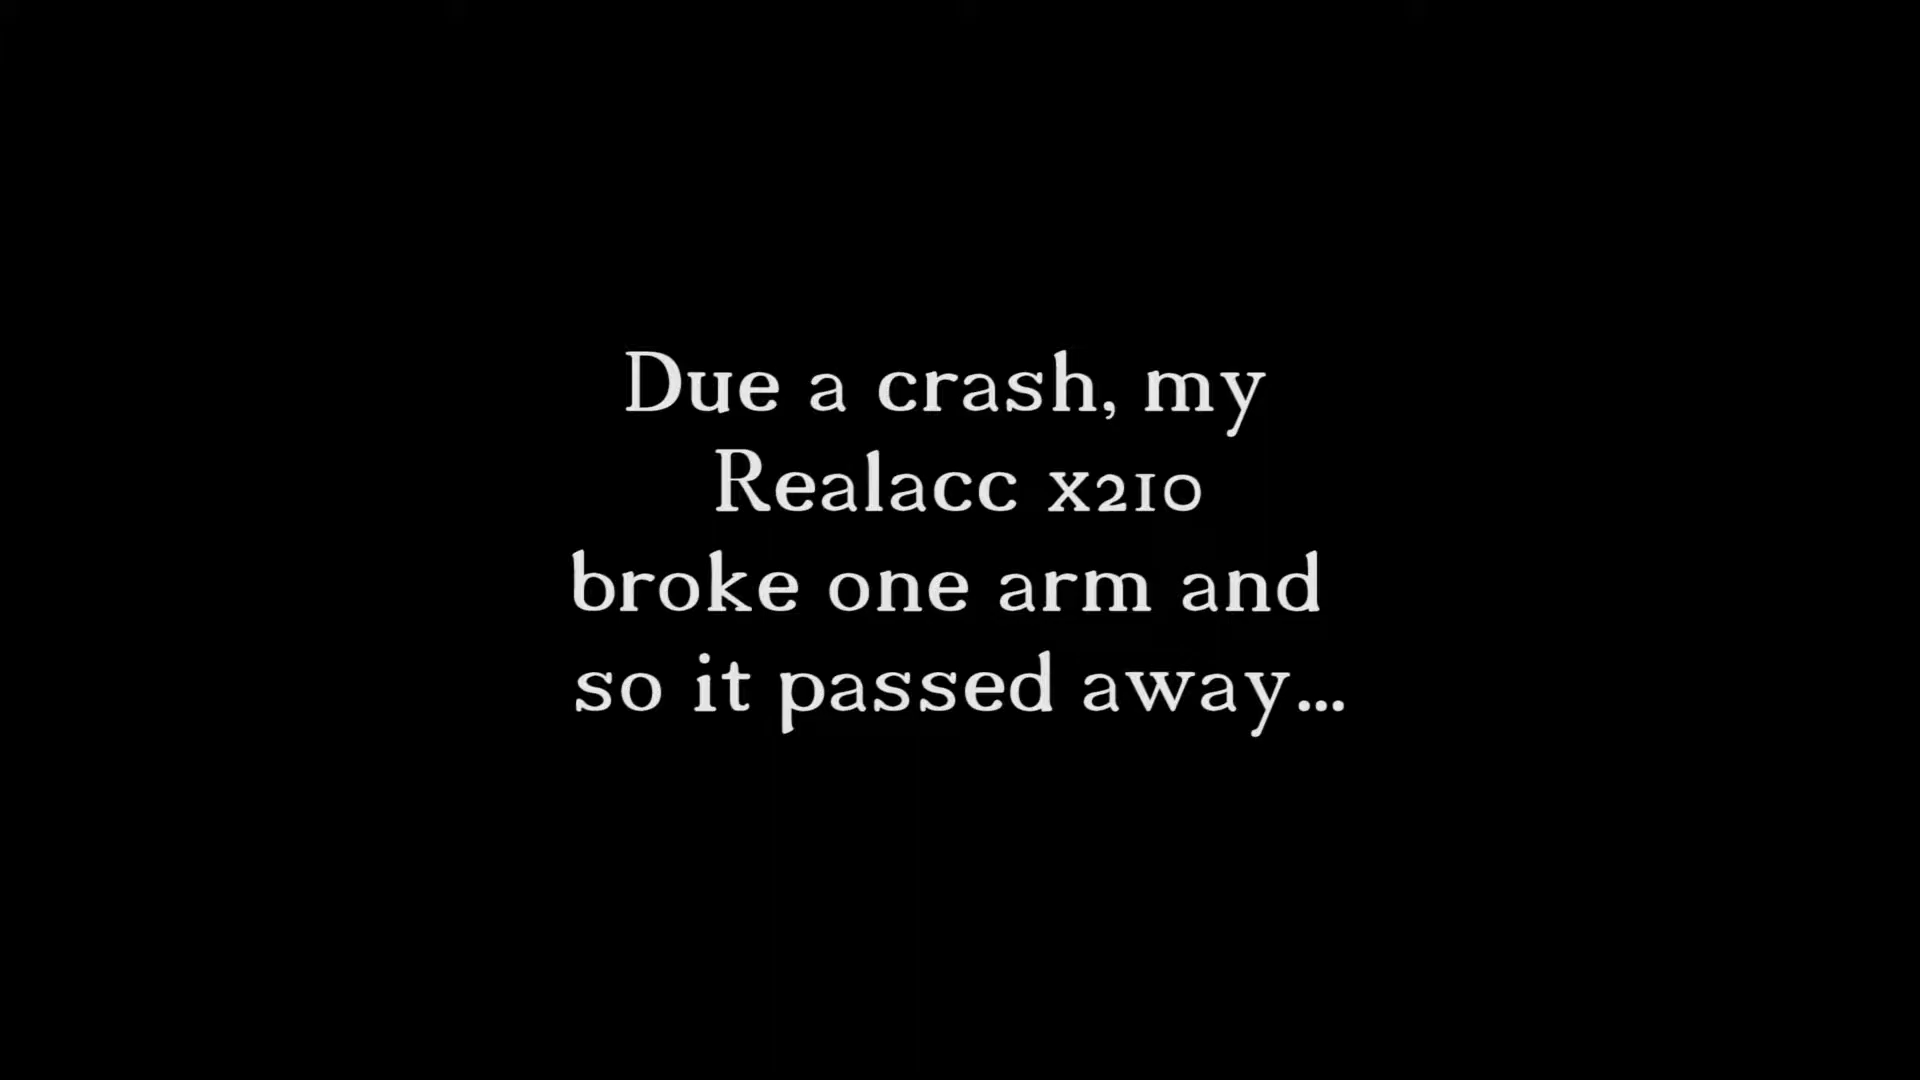 Due a crash, my
Realacc x210
broke one arm and
so it passed away...